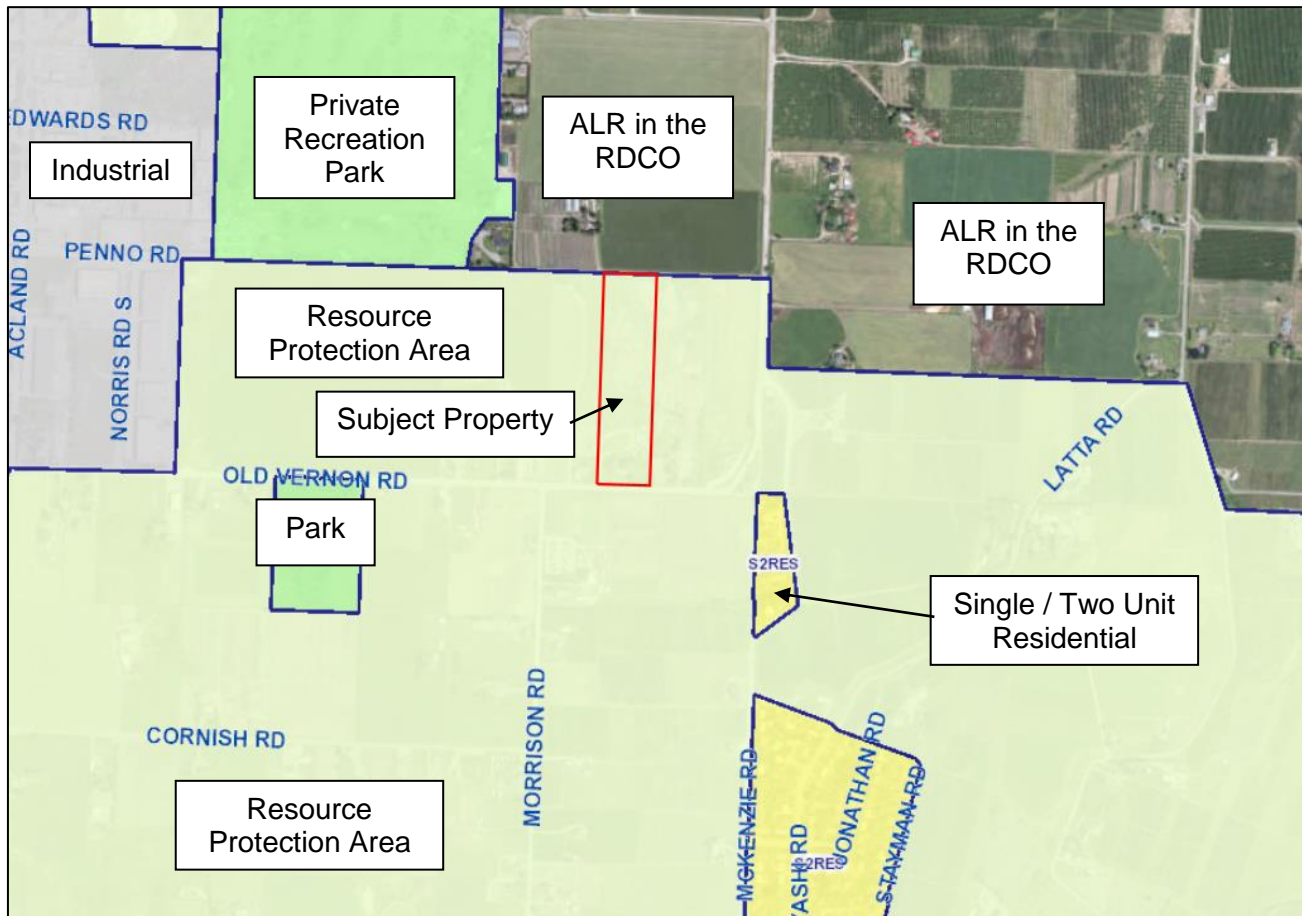 EDWARDS RD
Industrial
PENNO RD
ACLAND RD
NORRIS RD S
Private
Recreation
Park
ALR in the
RDCO
ALR in the
RDCO
Resource
Protection Area
Subject Property
OLD VERNON RD
Park
LATTA RD
S2RES
Single / Two Unit
Residential
CORNISH RD
MORRISON RD
Resource
Protection Area
MCKENZIE RD
JONATHAN RD
STAYMAN RD
S2RES